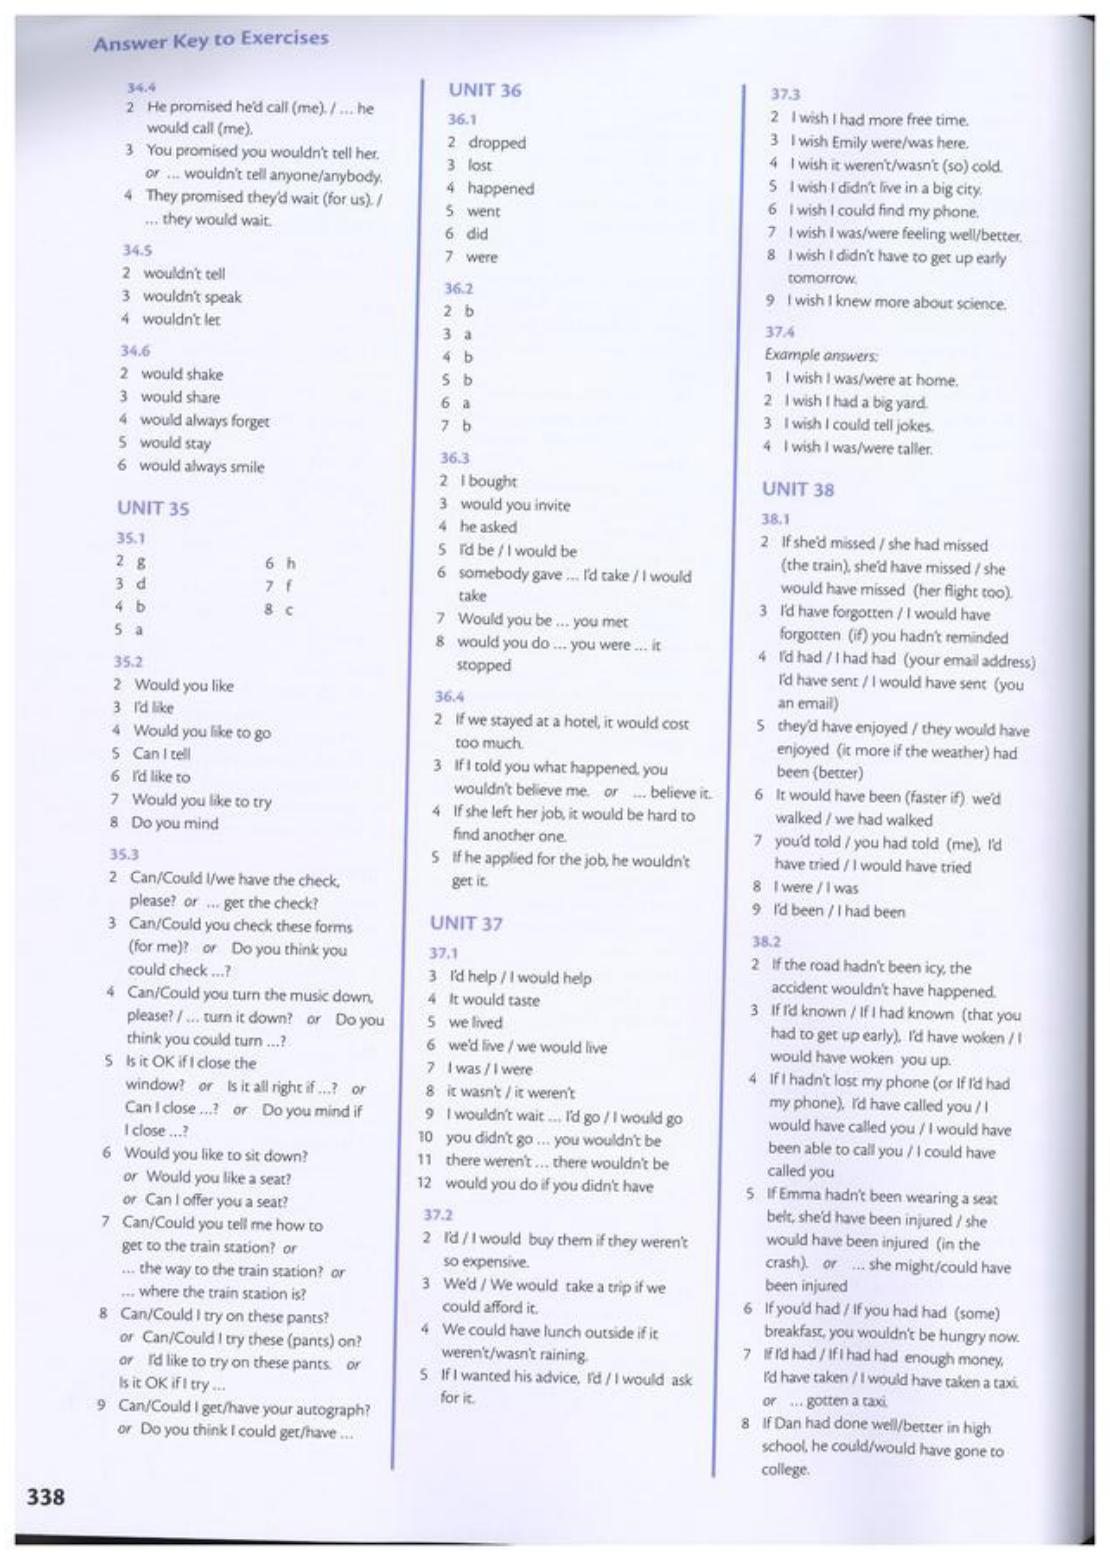 Answer Key to Exercises
34.4
2 He promised he'd call (me). / ... he
would call (me).
3 You promised you wouldn't tell her.
or ... wouldn't tell anyone/anybody.
4 They promised they'd wait (for us). /
... they would wait.
34.5
2 wouldn't tell
3 wouldn't speak
4 wouldn't let
34.6
2 would shake
3 would share
4 would always forget
5 would stay
6 would always smile
UNIT 35
35.1
2 g 6 h
3 d 7 f
4 b 8 c
5 a
35.2
2 Would you like
3 I'd like
4 Would you like to go
5 Can I tell
6 I'd like to
7 Would you like to try
8 Do you mind
35.3
2 Can/Could I/we have the check,
please? or ... get the check?
3 Can/Could you check these forms
(for me)? or Do you think you
could check ...?
4 Can/Could you turn the music down,
please? / ... turn it down? or Do you
think you could turn ...?
5 Is it OK if I close the
window? or Is it all right if ...? or
Can I close ...? or Do you mind if
I close ...?
6 Would you like to sit down?
or Would you like a seat?
or Can I offer you a seat?
7 Can/Could you tell me how to
get to the train station? or
... the way to the train station? or
... where the train station is?
8 Can/Could I try on these pants?
or Can/Could I try these (pants) on?
or I'd like to try on these pants. or
Is it OK if I try ...
9 Can/Could I get/have your autograph?
or Do you think I could get/have ...
UNIT 36
36.1
2 dropped
3 lost
4 happened
5 went
6 did
7 were
36.2
2 b
3 a
4 b
5 b
6 a
7 b
36.3
2 I bought
3 would you invite
4 he asked
5 I'd be / I would be
6 somebody gave ... I'd take / I would
take
7 Would you be ... you met
8 would you do ... you were ... it
stopped
36.4
2 If we stayed at a hotel, it would cost
too much.
3 If I told you what happened, you
wouldn't believe me. or ... believe it.
4 If she left her job, it would be hard to
find another one.
5 If he applied for the job, he wouldn't
get it.
UNIT 37
37.1
3 I'd help / I would help
4 It would taste
5 we lived
6 we'd live / we would live
7 I was / I were
8 it wasn't / it weren't
9 I wouldn't wait ... I'd go / I would go
10 you didn't go ... you wouldn't be
11 there weren't ... there wouldn't be
12 would you do if you didn't have
37.2
2 I'd / I would buy them if they weren't
so expensive.
3 We'd / We would take a trip if we
could afford it.
4 We could have lunch outside if it
weren't/wasn't raining.
5 If I wanted his advice, I'd / I would ask
for it.
37.3
2 I wish I had more free time.
3 I wish Emily were/was here.
4 I wish it weren't/wasn't (so) cold.
5 I wish I didn't live in a big city.
6 I wish I could find my phone.
7 I wish I was/were feeling well/better.
8 I wish I didn't have to get up early
tomorrow.
9 I wish I knew more about science.
37.4
Example answers:
1 I wish I was/were at home.
2 I wish I had a big yard.
3 I wish I could tell jokes.
4 I wish I was/were taller.
UNIT 38
38.1
2 If she'd missed / she had missed
(the train), she'd have missed / she
would have missed (her flight too).
3 I'd have forgotten / I would have
forgotten (if) you hadn't reminded
4 I'd had / I had had (your email address)
I'd have sent / I would have sent (you
an email)
5 they'd have enjoyed / they would have
enjoyed (it more if the weather) had
been (better)
6 It would have been (faster if) we'd
walked / we had walked
7 you'd told / you had told (me), I'd
have tried / I would have tried
8 I were / I was
9 I'd been / I had been
38.2
2 If the road hadn't been icy, the
accident wouldn't have happened.
3 If I'd known / If I had known (that you
had to get up early), I'd have woken / I
would have woken you up.
4 If I hadn't lost my phone (or If I'd had
my phone), I'd have called you / I
would have called you / I would have
been able to call you / I could have
called you
5 If Emma hadn't been wearing a seat
belt, she'd have been injured / she
would have been injured (in the
crash). or ... she might/could have
been injured
6 If you'd had / If you had had (some)
breakfast, you wouldn't be hungry now.
7 If I'd had / If I had had enough money,
I'd have taken / I would have taken a taxi.
or ... gotten a taxi.
8 If Dan had done well/better in high
school, he could/would have gone to
college.
338